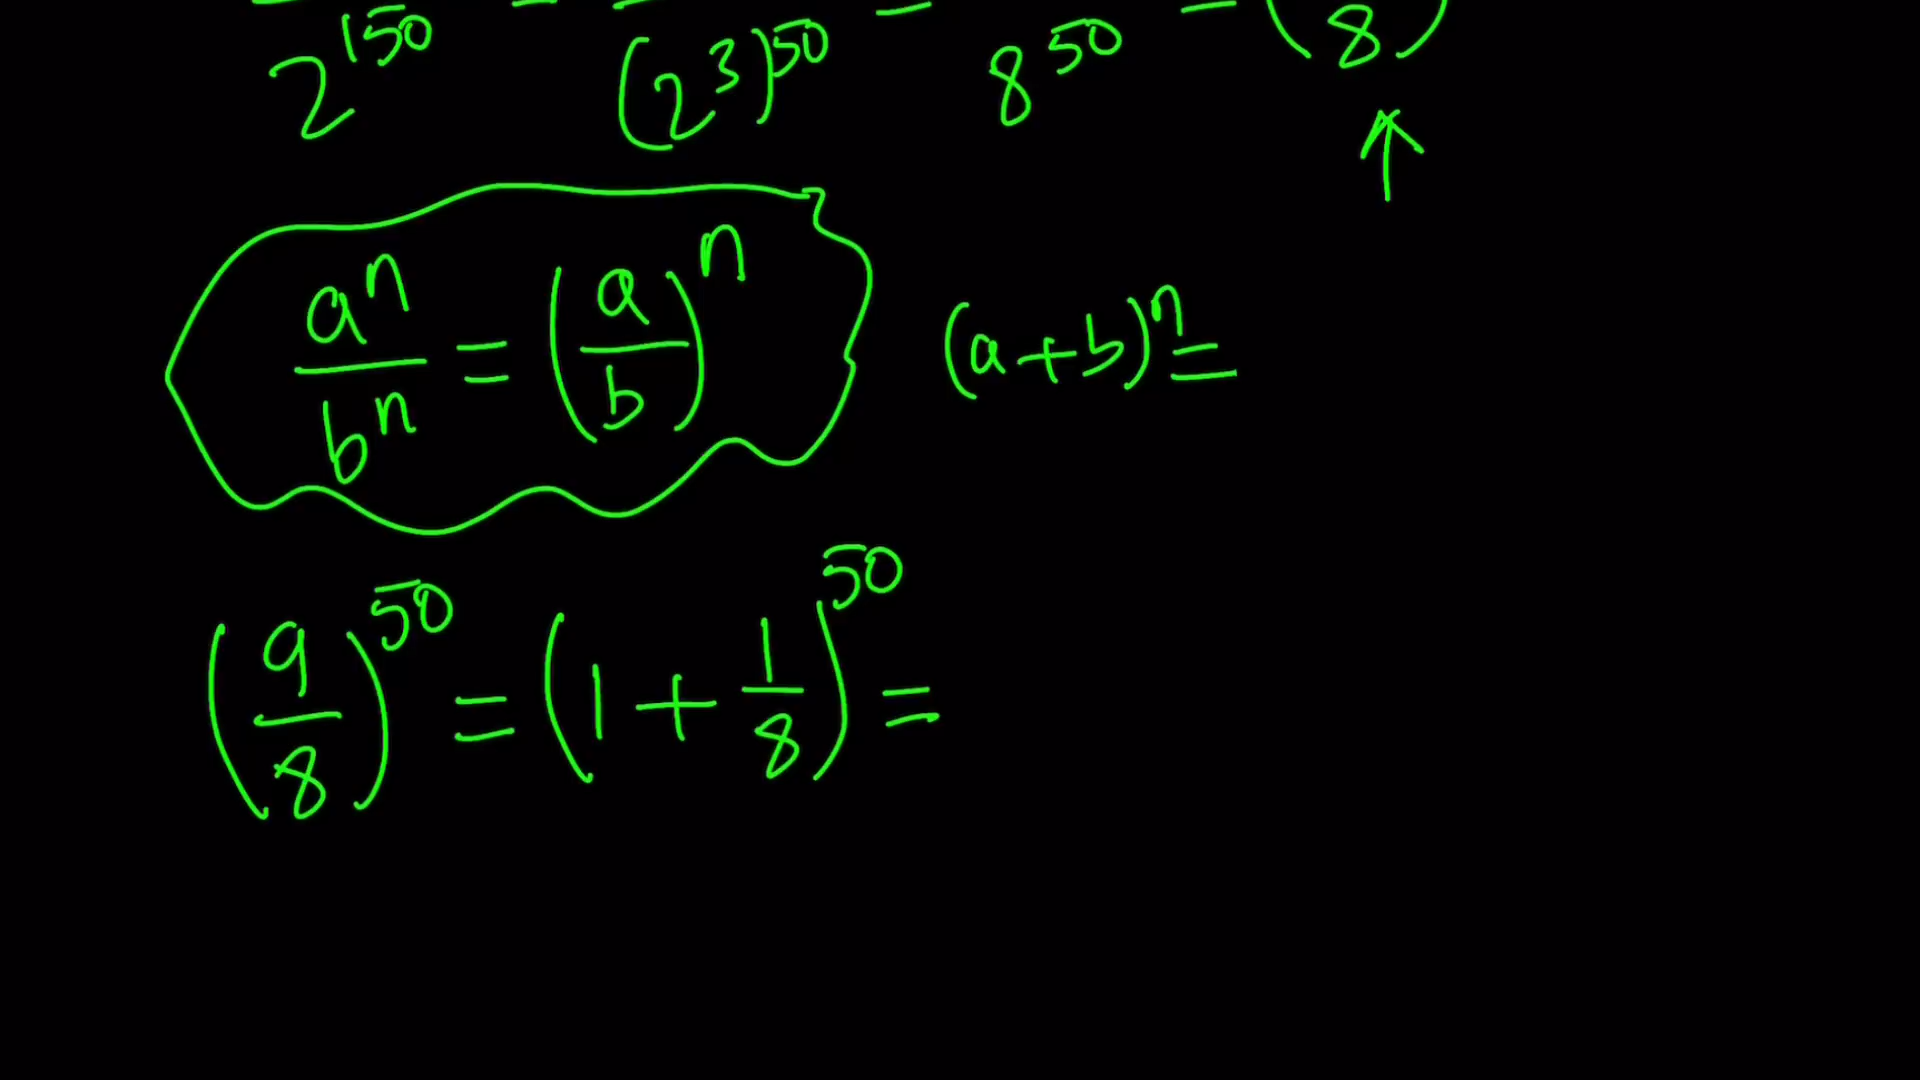 2^150 = (2^3)^50 = 8^50 = (8)
a^n/b^n = (a/b)^n (a+b)^n =
(9/8)^50 = (1 + 1/8)^50 =